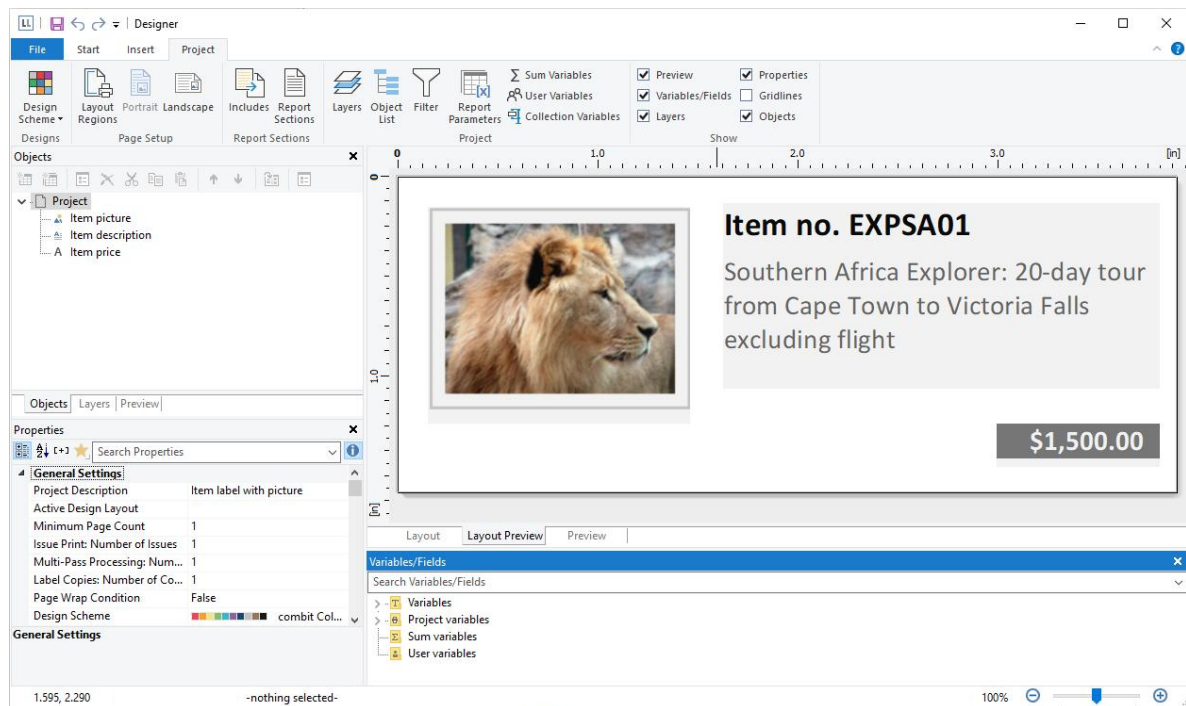 LL Designer
File Start Insert Project
Design Scheme
Layout Regions
Portrait
Landscape
Includes
Report Sections
Layers
Object List
Filter
Report Parameters
Sum Variables
User Variables
Collection Variables
Preview
Variables/Fields
Layers
Properties
Gridlines
Objects
Designs Page Setup Report Sections Project Show
Objects
Project
Item picture
Item description
A Item price
Objects Layers Preview
Properties
Search Properties
General Settings
Project Description Item label with picture
Active Design Layout
Minimum Page Count 1
Issue Print: Number of Issues 1
Multi-Pass Processing: Num... 1
Label Copies: Number of Co... 1
Page Wrap Condition False
Design Scheme combit Col...
General Settings
0 1.0 2.0 3.0 [in]
0
1.0
Item no. EXPSA01
Southern Africa Explorer: 20-day tour
from Cape Town to Victoria Falls
excluding flight
$1,500.00
Layout Layout Preview Preview
Variables/Fields
Search Variables/Fields
Variables
Project variables
Sum variables
User variables
1.595, 2.290 -nothing selected- 100%